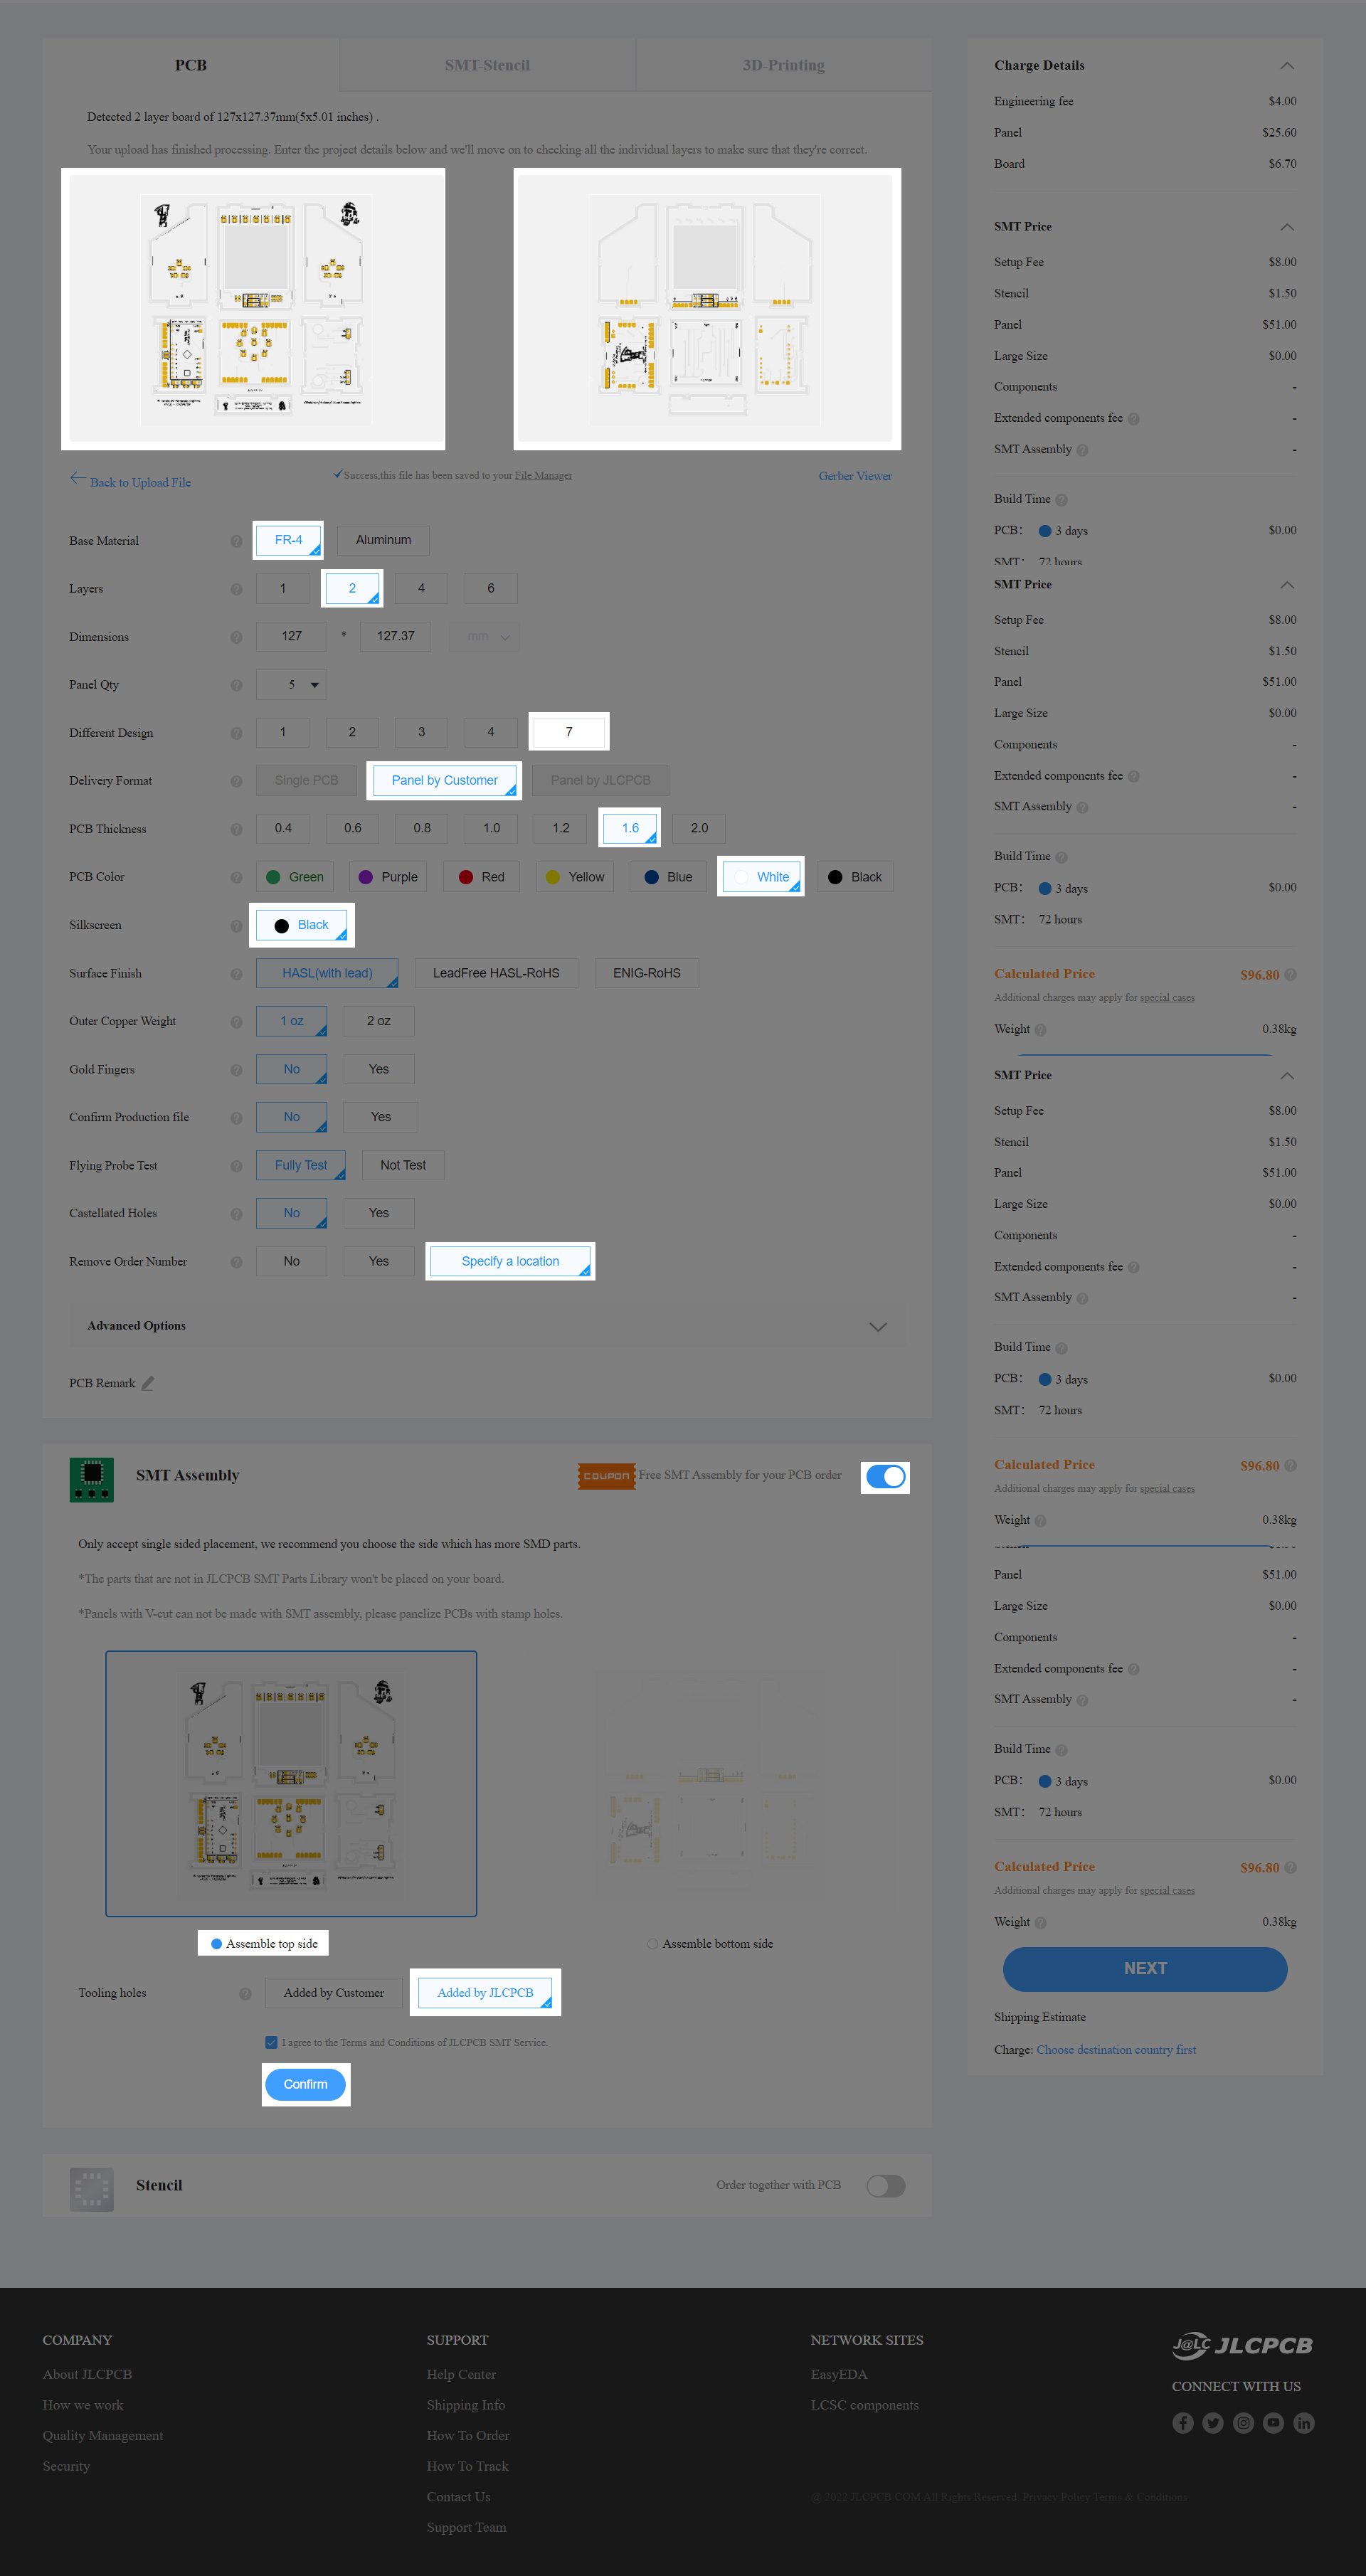 PCB
SMT-Stencil
3D-Printing
Detected 2 layer board of 127x127.37mm(5x5.01 inches) .
Your upload has finished processing. Enter the project details below and we'll move on to checking all the individual layers to make sure that they're correct.
Back to Upload File
Success,this file has been saved to your File Manager
Gerber Viewer
Base Material
FR-4
Aluminum
Layers
1 2 4 6
Dimensions
127 * 127.37 mm
Panel Qty
5
Different Design
1 2 3 4 7
Delivery Format
Single PCB
Panel by Customer
Panel by JLCPCB
PCB Thickness
0.4 0.6 0.8 1.0 1.2 1.6 2.0
PCB Color
Green Purple Red Yellow Blue White Black
Silkscreen
Black
Surface Finish
HASL(with lead)
LeadFree HASL-RoHS
ENIG-RoHS
Outer Copper Weight
1 oz 2 oz
Gold Fingers
No Yes
Confirm Production file
No Yes
Flying Probe Test
Fully Test Not Test
Castellated Holes
No Yes
Remove Order Number
No Yes Specify a location
Advanced Options
PCB Remark
SMT Assembly
COUPON Free SMT Assembly for your PCB order
Only accept single sided placement, we recommend you choose the side which has more SMD parts.
*The parts that are not in JLCPCB SMT Parts Library won't be placed on your board.
*Panels with V-cut can not be made with SMT assembly, please panelize PCBs with stamp holes.
Assemble top side
Assemble bottom side
Tooling holes
Added by Customer
Added by JLCPCB
I agree to the Terms and Conditions of JLCPCB SMT Service.
Confirm
Stencil
Order together with PCB
Charge Details
Engineering fee $4.00
Panel $25.60
Board $6.70
SMT Price
Setup Fee $8.00
Stencil $1.50
Panel $51.00
Large Size $0.00
Components -
Extended components fee -
SMT Assembly -
Build Time
PCB: 3 days $0.00
SMT: 72 hours
SMT Price
Setup Fee $8.00
Stencil $1.50
Panel $51.00
Large Size $0.00
Components -
Extended components fee -
SMT Assembly -
Build Time
PCB: 3 days $0.00
SMT: 72 hours
Calculated Price $96.80
Additional charges may apply for special cases
Weight 0.38kg
SMT Price
Setup Fee $8.00
Stencil $1.50
Panel $51.00
Large Size $0.00
Components -
Extended components fee -
SMT Assembly -
Build Time
PCB: 3 days $0.00
SMT: 72 hours
Calculated Price $96.80
Additional charges may apply for special cases
Weight 0.38kg
Panel $51.00
Large Size $0.00
Components -
Extended components fee -
SMT Assembly -
Build Time
PCB: 3 days $0.00
SMT: 72 hours
Calculated Price $96.80
Additional charges may apply for special cases
Weight 0.38kg
NEXT
Shipping Estimate
Charge: Choose destination country first
COMPANY
About JLCPCB
How we work
Quality Management
Security
SUPPORT
Help Center
Shipping Info
How To Order
How To Track
Contact Us
Support Team
NETWORK SITES
EasyEDA
LCSC components
J@LC JLCPCB
CONNECT WITH US
@ 2022 JLCPCB.COM All Rights Reserved. Privacy Policy Terms & Conditions